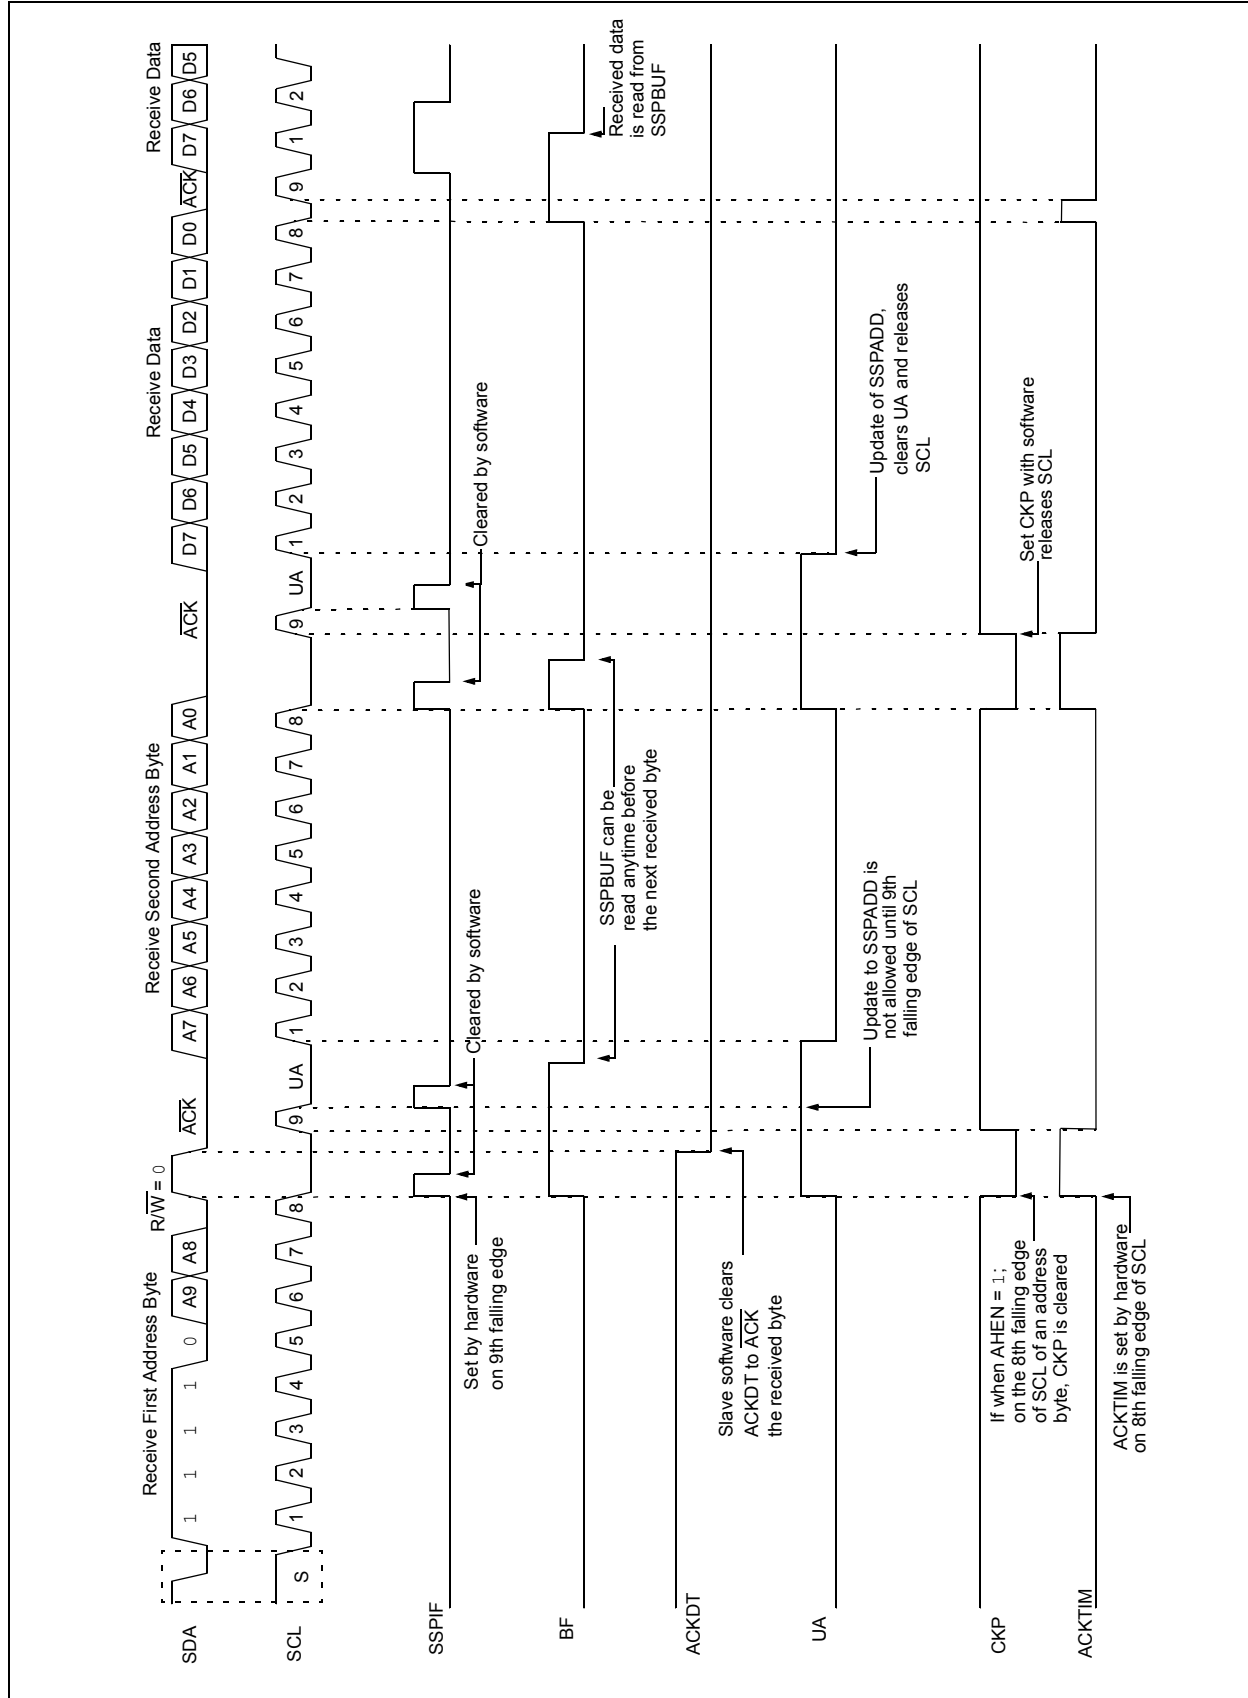 Receive First Address Byte
R/W = 0
ACK
Receive Second Address Byte
ACK
Receive Data
ACK
Receive Data
SDA
1 1 1 1 0 A9 A8
A7 A6 A5 A4 A3 A2 A1 A0
D7 D6 D5 D4 D3 D2 D1 D0
D7 D6 D5
SCL
S 1 2 3 4 5 6 7 8 9 UA
1 2 3 4 5 6 7 8 9 UA
1 2 3 4 5 6 7 8 9
1 2
SSPIF
Set by hardware
on 9th falling edge
Cleared by software
Cleared by software
BF
SSPBUF can be
read anytime before
the next received byte
Received data
is read from
SSPBUF
ACKDT
Slave software clears
ACKDT to ACK
the received byte
UA
Update to SSPADD is
not allowed until 9th
falling edge of SCL
Update of SSPADD,
clears UA and releases
SCL
CKP
If when AHEN = 1;
on the 8th falling edge
of SCL of an address
byte, CKP is cleared
Set CKP with software
releases SCL
ACKTIM
ACKTIM is set by hardware
on 8th falling edge of SCL